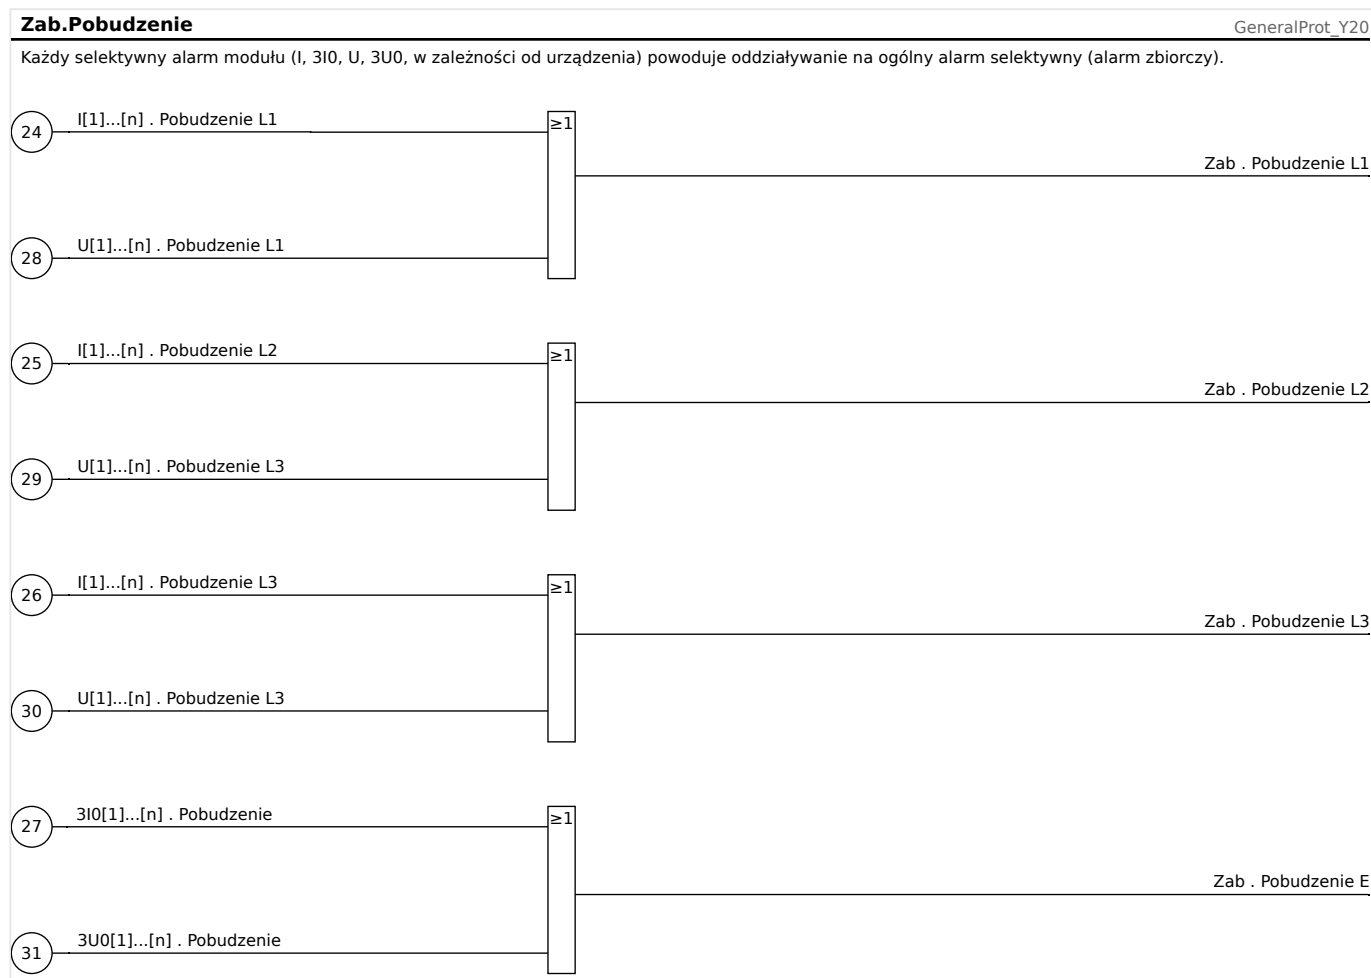 Zab.Pobudzenie
GeneralProt_Y20
Każdy selektywny alarm modułu (I, 3I0, U, 3U0, w zależności od urządzenia) powoduje oddziaływanie na ogólny alarm selektywny (alarm zbiorczy).
24 I[1]...[n] . Pobudzenie L1
≥1
Zab . Pobudzenie L1
28 U[1]...[n] . Pobudzenie L1
25 I[1]...[n] . Pobudzenie L2
≥1
Zab . Pobudzenie L2
29 U[1]...[n] . Pobudzenie L3
26 I[1]...[n] . Pobudzenie L3
≥1
Zab . Pobudzenie L3
30 U[1]...[n] . Pobudzenie L3
27 3I0[1]...[n] . Pobudzenie
≥1
Zab . Pobudzenie E
31 3U0[1]...[n] . Pobudzenie